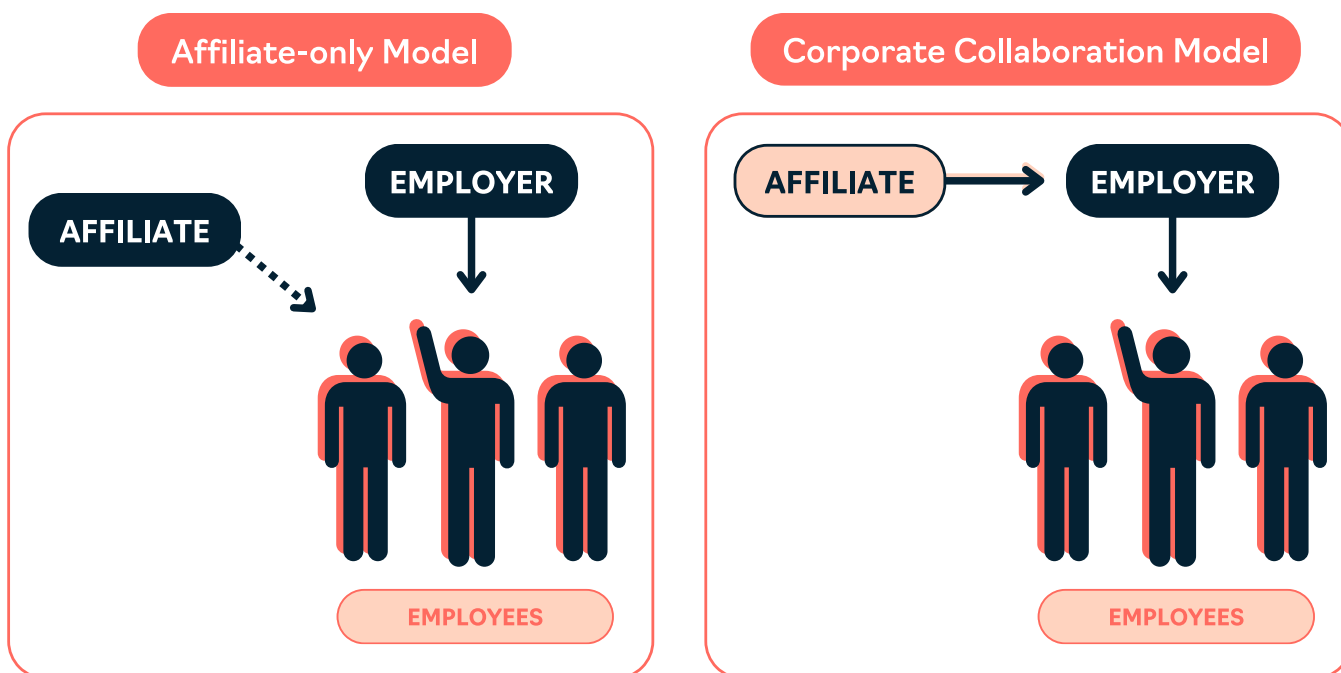 Affiliate-only Model
EMPLOYER
AFFILIATE
EMPLOYEES
Corporate Collaboration Model
AFFILIATE
EMPLOYER
EMPLOYEES